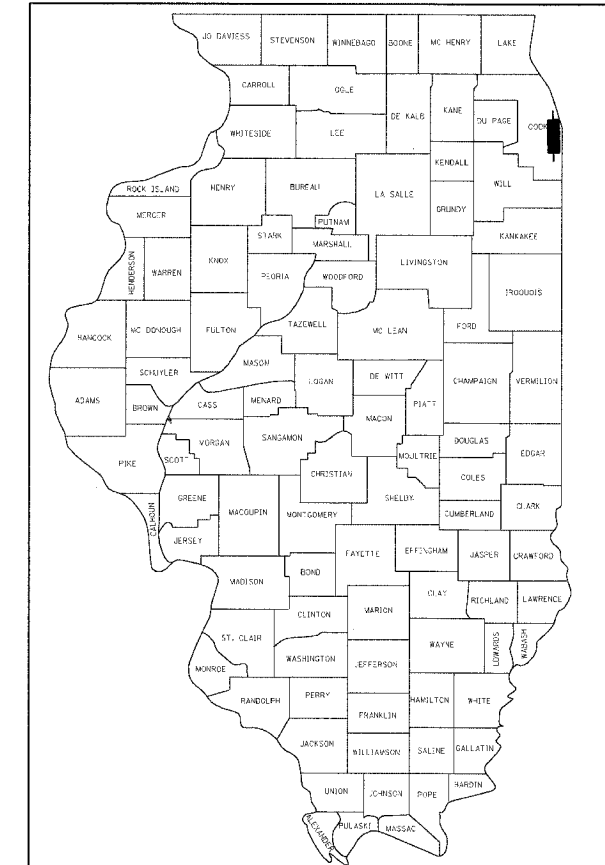 JO DAVIESS STEVENSON WINNEBAGO BOONE MC HENRY LAKE
CARROLL OGLE DE KALB KANE DU PAGE COOK
WHITESIDE LEE KENDALL WILL
ROCK ISLAND HENRY BUREAU LA SALLE GRUNDY
MERCER PUTNAM KANKAKEE
HENDERSON WARREN KNOX STARK MARSHALL LIVINGSTON
PEORIA WOODFORD IROQUOIS
HANCOCK MC DONOUGH FULTON TAZEWELL MC LEAN FORD
SCHUYLER MASON
ADAMS BROWN CASS MENARD LOGAN DE WITT PIATT CHAMPAIGN VERMILION
MACON
PIKE SCOTT MORGAN SANGAMON MOULTRIE DOUGLAS EDGAR
CHRISTIAN COLES
CALHOUN GREENE MACOUPIN MONTGOMERY SHELBY CUMBERLAND CLARK
JERSEY
MADISON BOND FAYETTE EFFINGHAM JASPER CRAWFORD
CLINTON MARION CLAY RICHLAND LAWRENCE
ST. CLAIR WAYNE EDWARDS WABASH
MONROE WASHINGTON JEFFERSON
RANDOLPH PERRY HAMILTON WHITE
FRANKLIN
JACKSON WILLIAMSON SALINE GALLATIN
UNION JOHNSON POPE HARDIN
ALEXANDER PULASKI MASSAC